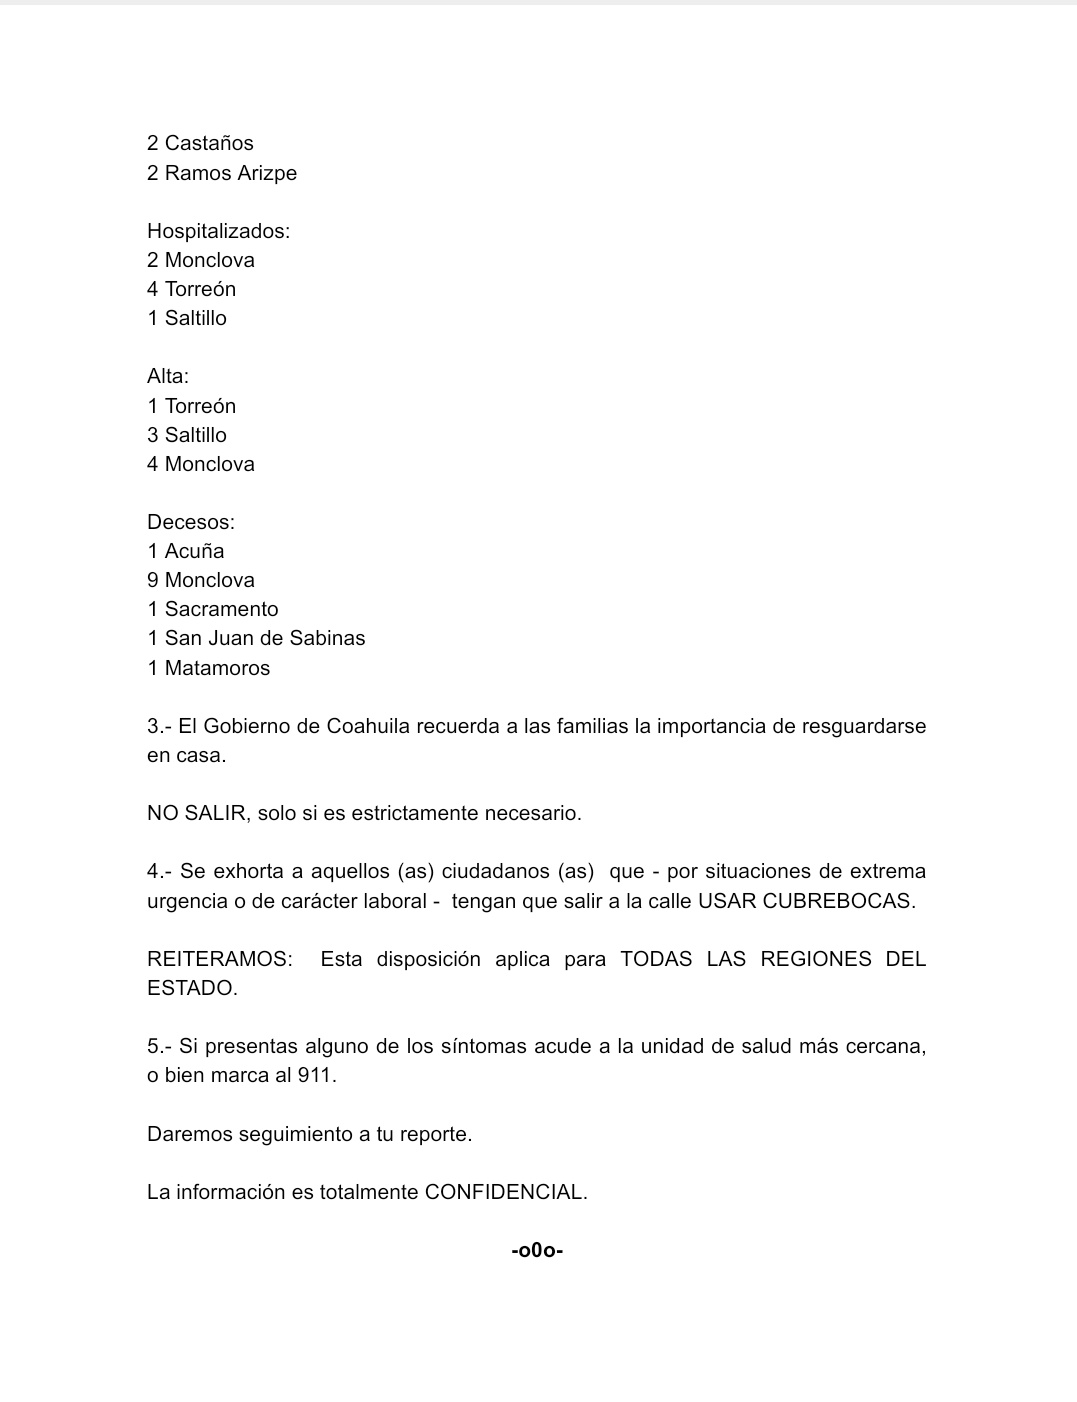 2 Castaños
2 Ramos Arizpe
Hospitalizados:
2 Monclova
4 Torreón
1 Saltillo
Alta:
1 Torreón
3 Saltillo
4 Monclova
Decesos:
1 Acuña
9 Monclova
1 Sacramento
1 San Juan de Sabinas
1 Matamoros
3.- El Gobierno de Coahuila recuerda a las familias la importancia de resguardarse
en casa.
NO SALIR, solo si es estrictamente necesario.
4.- Se exhorta a aquellos (as) ciudadanos (as)  que - por situaciones de extrema
urgencia o de carácter laboral -  tengan que salir a la calle USAR CUBREBOCAS.
REITERAMOS:  Esta disposición aplica para TODAS LAS REGIONES DEL
ESTADO.
5.- Si presentas alguno de los síntomas acude a la unidad de salud más cercana,
o bien marca al 911.
Daremos seguimiento a tu reporte.
La información es totalmente CONFIDENCIAL.
-o0o-